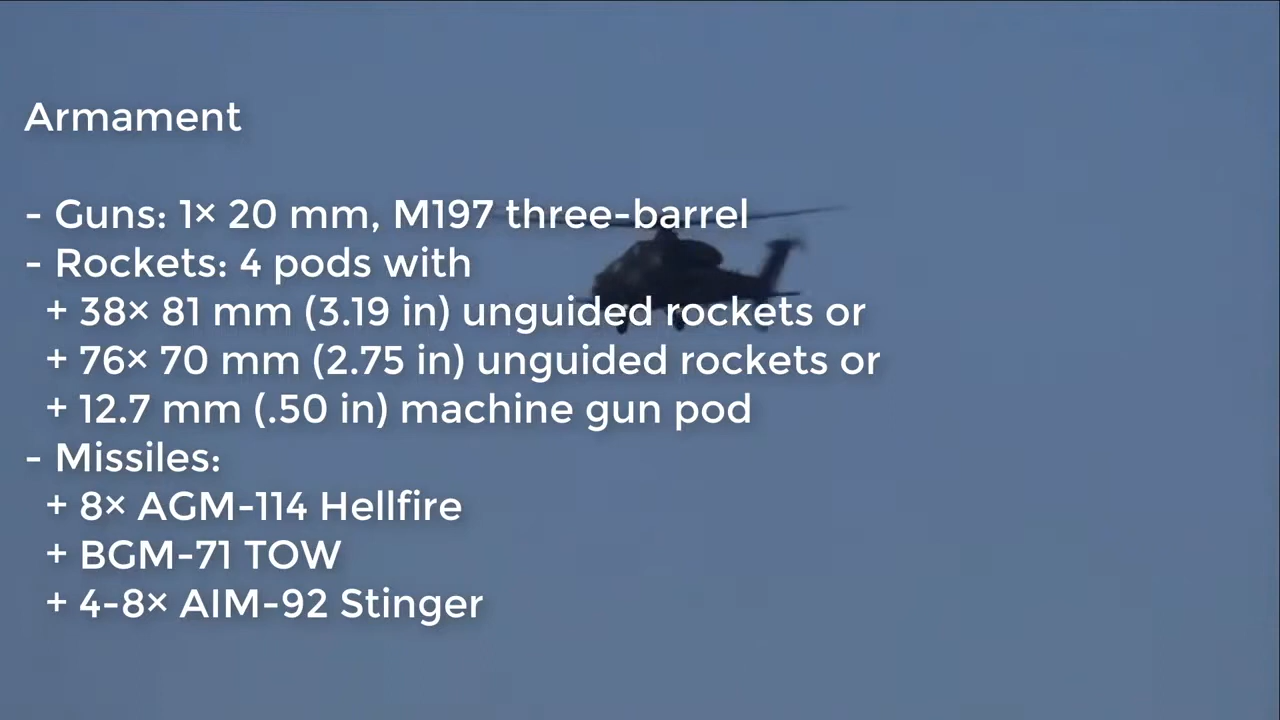 Armament
- Guns: 1× 20 mm, M197 three-barrel
- Rockets: 4 pods with
+ 38× 81 mm (3.19 in) unguided rockets or
+ 76× 70 mm (2.75 in) unguided rockets or
+ 12.7 mm (.50 in) machine gun pod
- Missiles:
+ 8× AGM-114 Hellfire
+ BGM-71 TOW
+ 4-8× AIM-92 Stinger